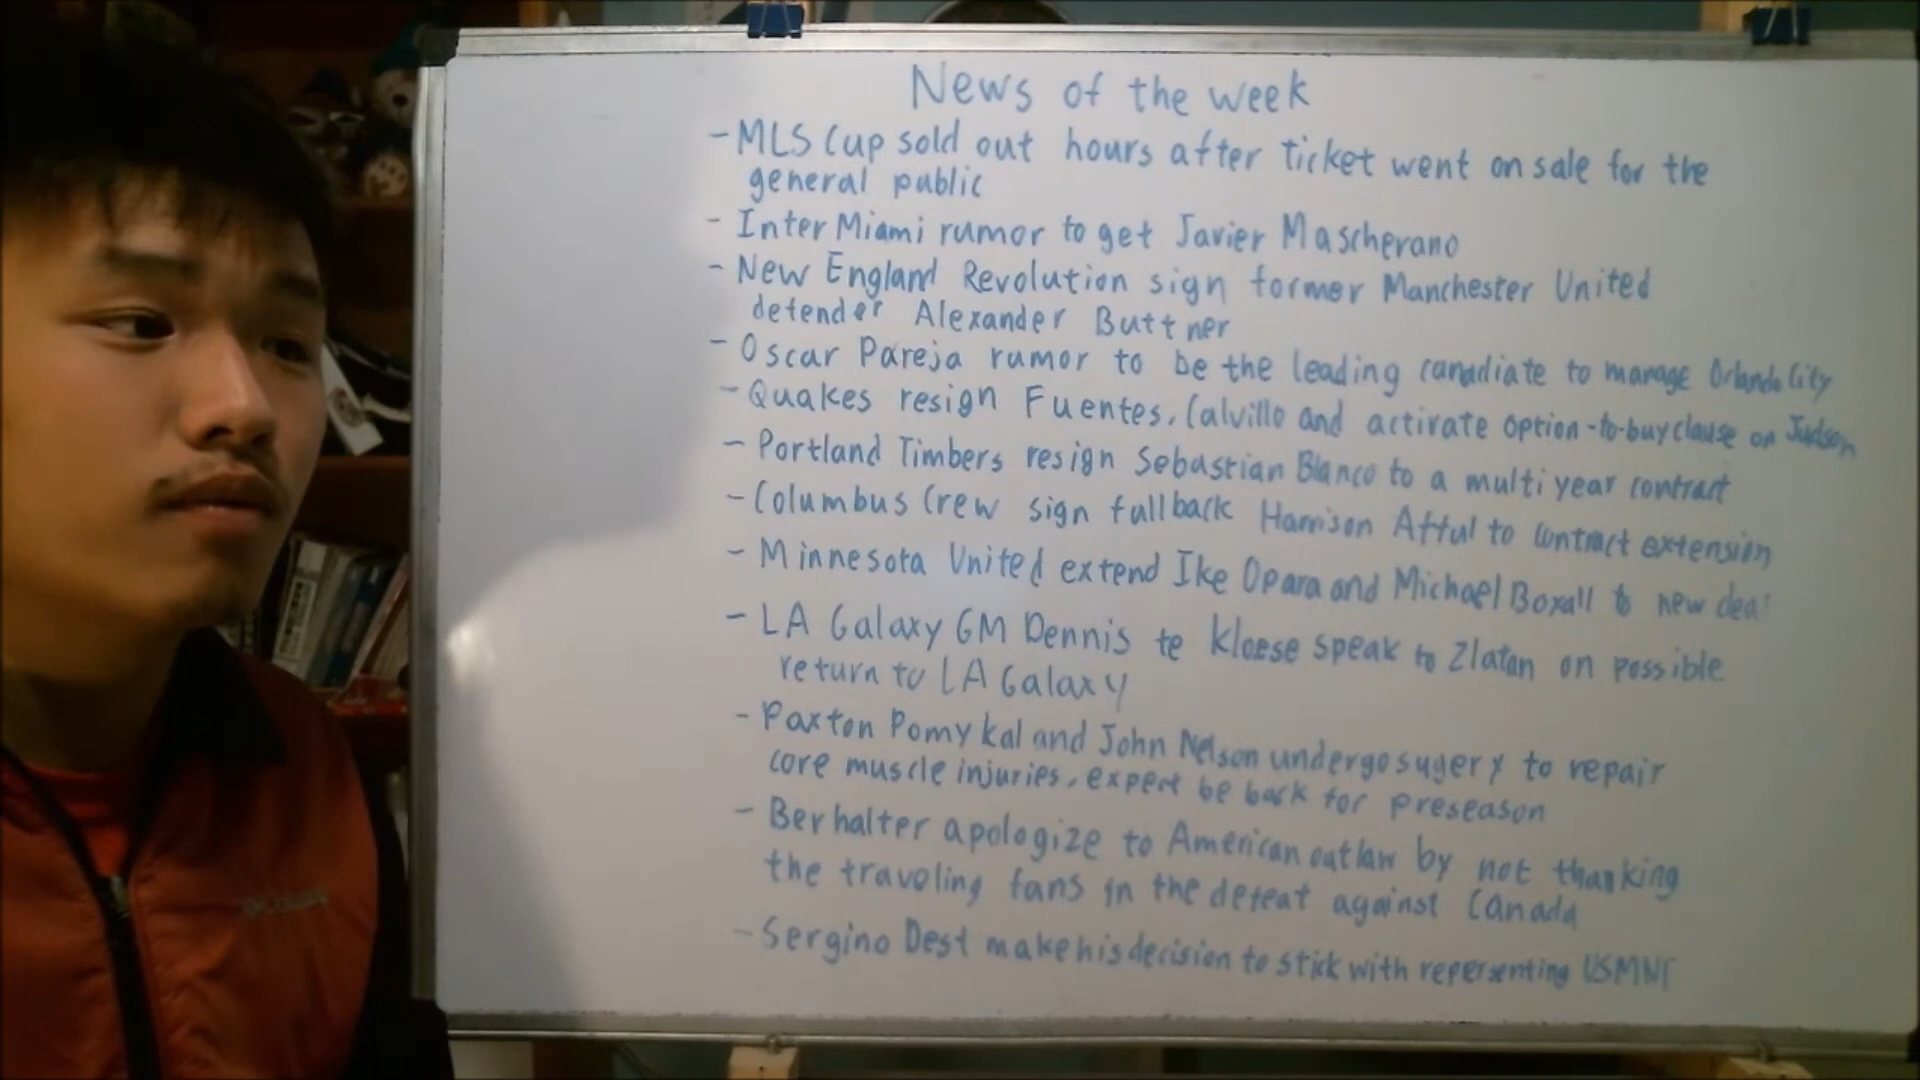 News of the week
- MLS Cup sold out hours after ticket went on sale for the
general public
- Inter Miami rumor to get Javier Mascherano
- New England Revolution sign former Manchester United
defender Alexander Buttner
- Oscar Pareja rumor to be the leading canadiate to manage Orlando City
- Quakes resign Fuentes, Calvillo and activate option-to-buy clause on Judson
- Portland Timbers resign Sebastian Blanco to a multi year contract
- Columbus Crew sign fullback Harrison Afful to contract extension
- Minnesota United extend Ike Opara and Michael Boxall to new deal
- LA Galaxy GM Dennis te kloese speak to Zlatan on possible
return to LA Galaxy
- Paxton Pomykal and John Nelson undergo sugery to repair
core muscle injuries, expect be back for preseason
- Berhalter apologize to American outlaw by not thanking
the traveling fans in the defeat against Canada
- Sergino Dest make his decision to stick with repersenting USMNT